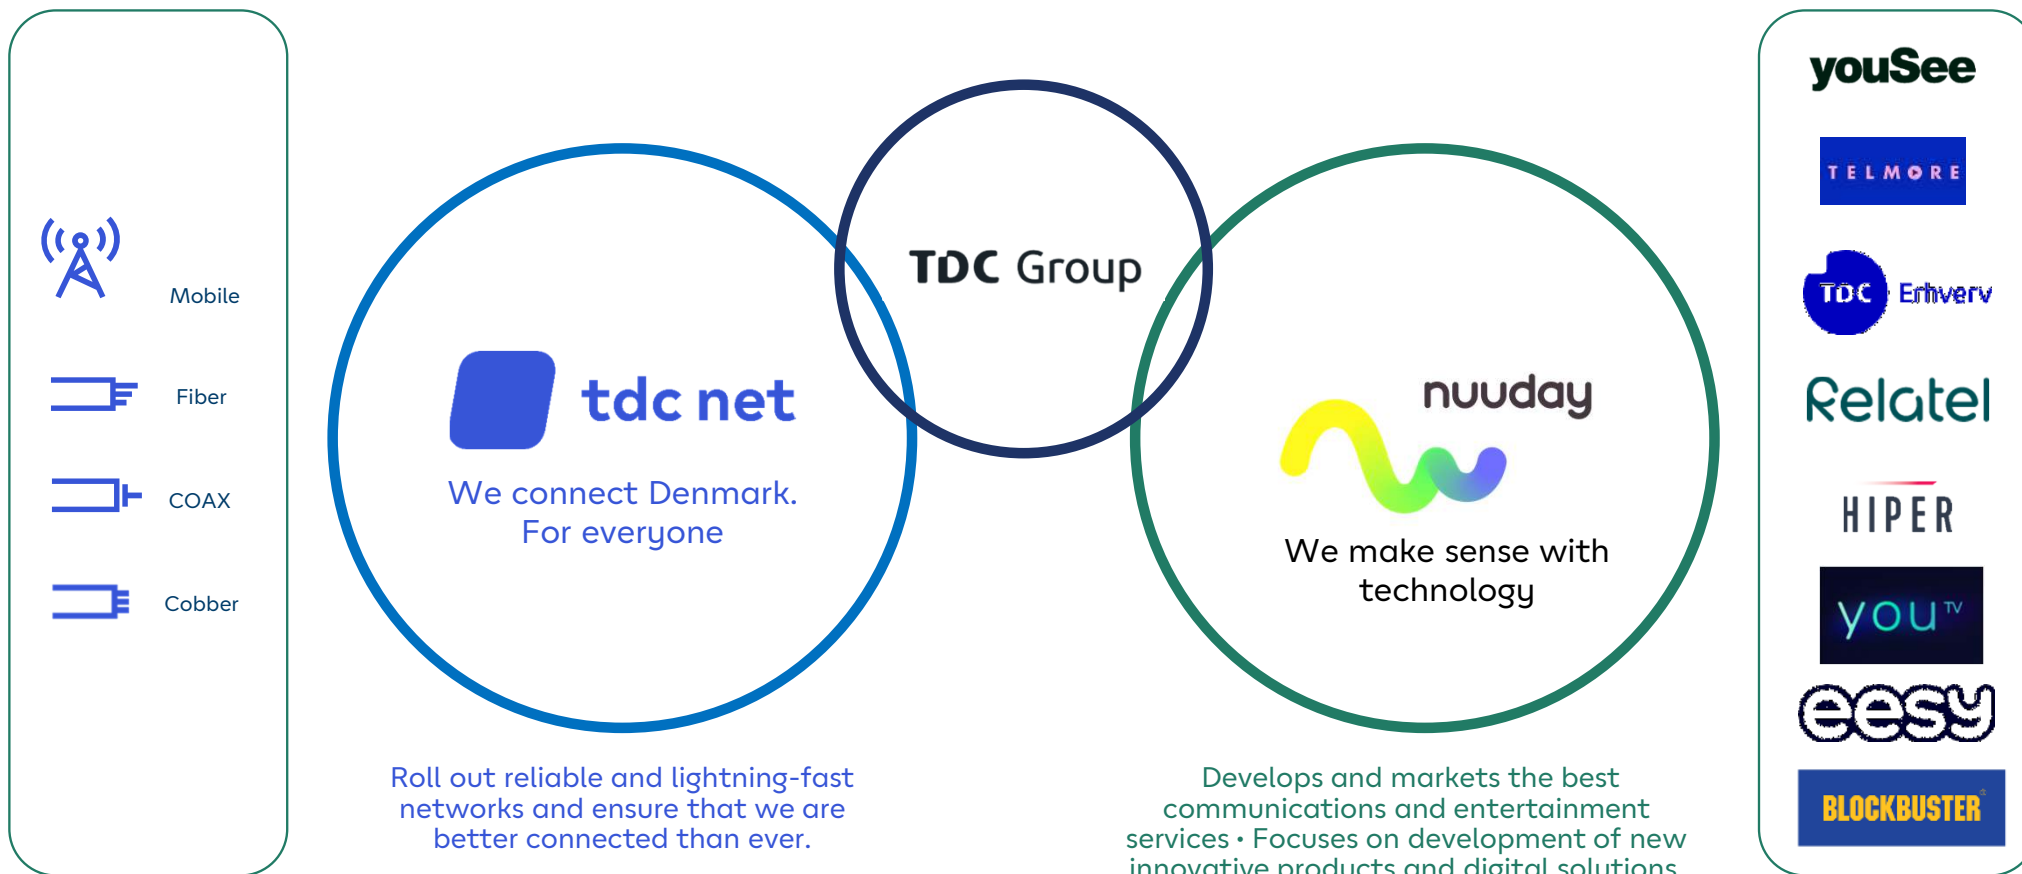 Mobile
Fiber
COAX
Cobber
tdc net
We connect Denmark.
For everyone
Roll out reliable and lightning-fast
networks and ensure that we are
better connected than ever.
TDC Group
nuuday
We make sense with
technology
Develops and markets the best
communications and entertainment
services • Focuses on development of new
innovative products and digital solutions
youSee
TELMORE
TDC Erhverv
Relatel
HIPER
you TV
eesy
BLOCKBUSTER